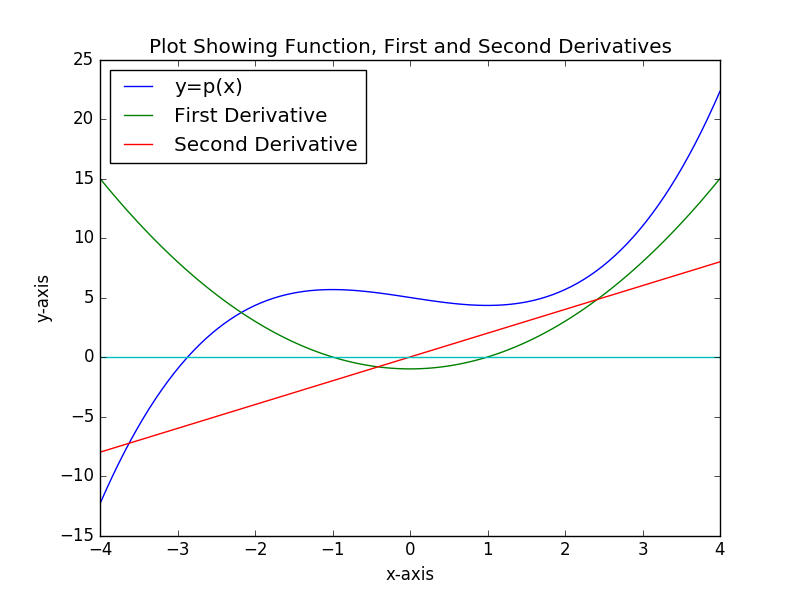 Plot Showing Function, First and Second Derivatives
y=p(x)
First Derivative
Second Derivative
25
20
15
10
5
0
−5
−10
−15
y-axis
−4 −3 −2 −1 0 1 2 3 4
x-axis